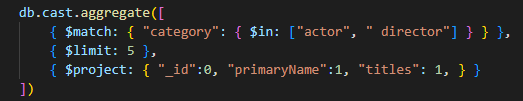 db.cast.aggregate([
{ $match: { "category": { $in: ["actor", " director"] } } },
{ $limit: 5 },
{ $project: { "_id":0, "primaryName":1, "titles": 1, } }
])